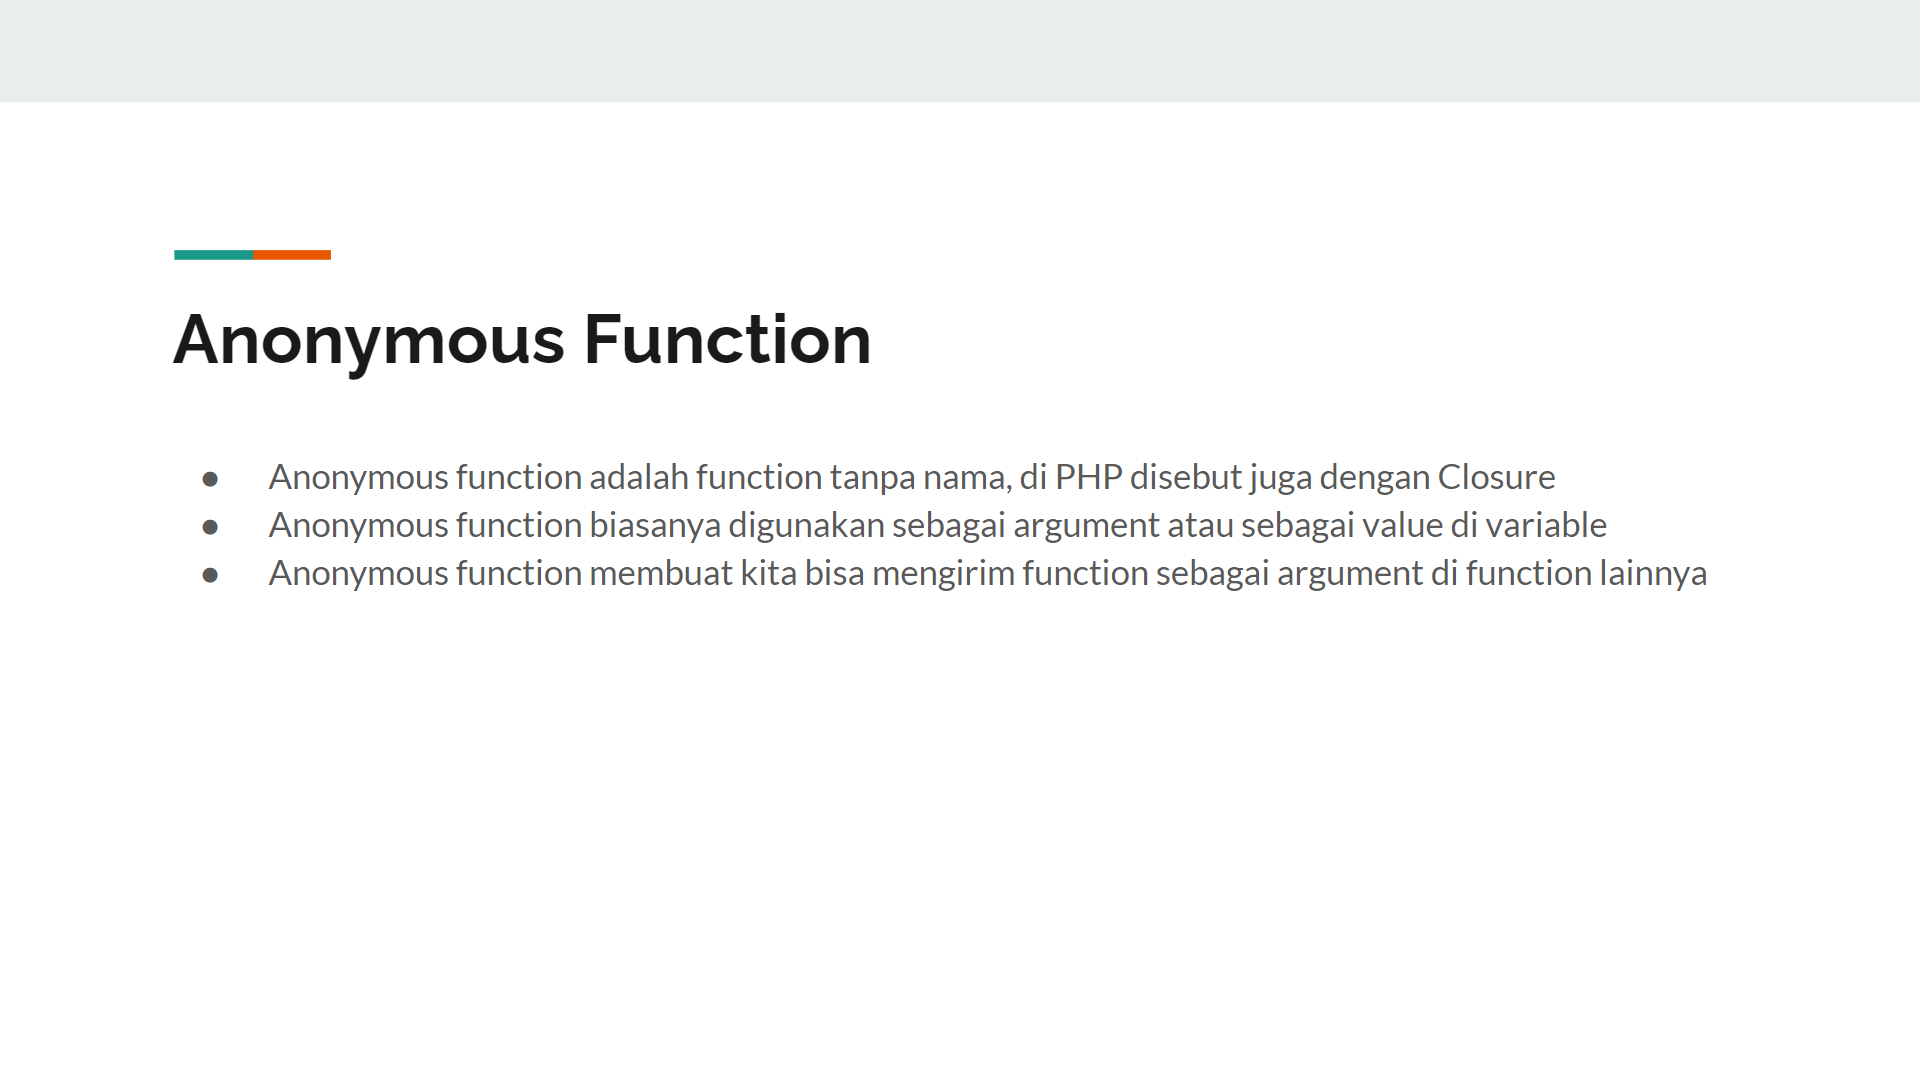 Anonymous Function
● Anonymous function adalah function tanpa nama, di PHP disebut juga dengan Closure
● Anonymous function biasanya digunakan sebagai argument atau sebagai value di variable
● Anonymous function membuat kita bisa mengirim function sebagai argument di function lainnya